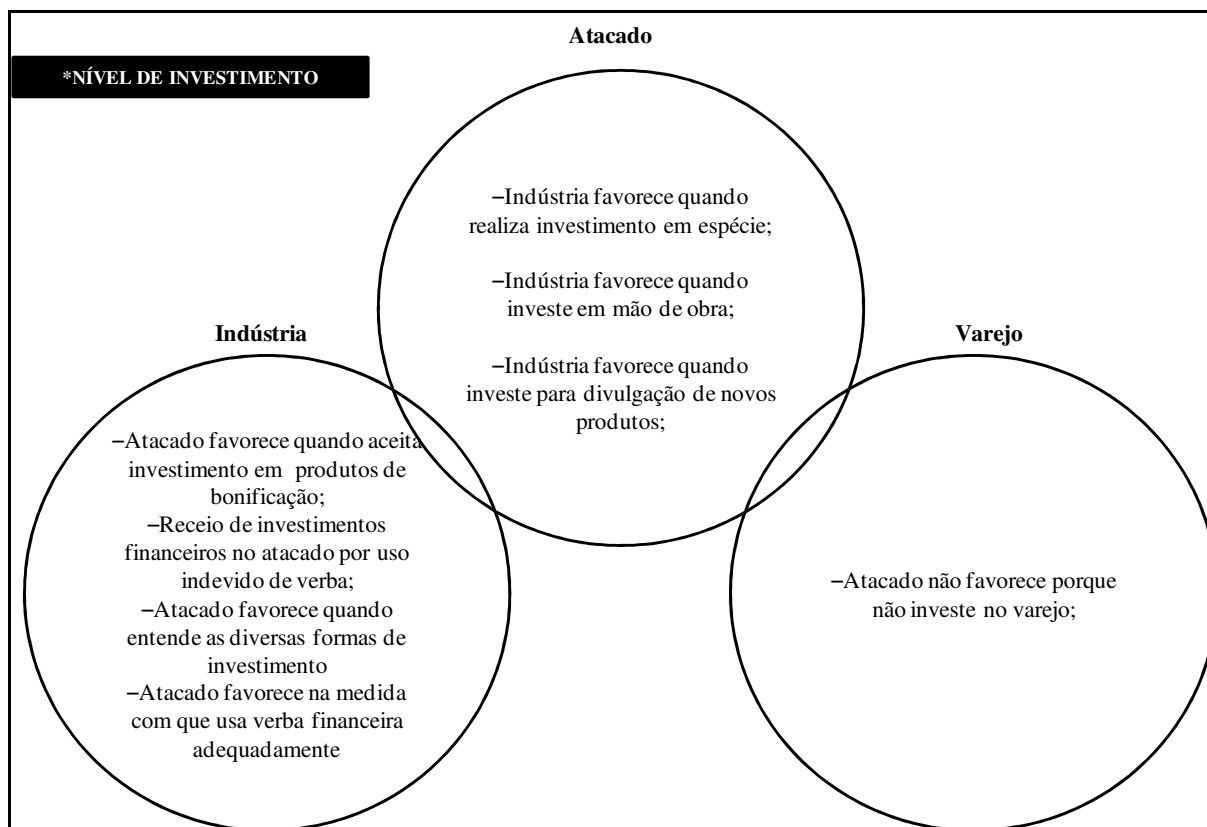 Atacado
*NÍVEL DE INVESTIMENTO
–Indústria favorece quando
realiza investimento em espécie;
–Indústria favorece quando
investe em mão de obra;
–Indústria favorece quando
investe para divulgação de novos
produtos;
Indústria
–Atacado favorece quando aceita
investimento em produtos de
bonificação;
–Receio de investimentos
financeiros no atacado por uso
indevido de verba;
–Atacado favorece quando
entende as diversas formas de
investimento
–Atacado favorece na medida
com que usa verba financeira
adequadamente
Varejo
–Atacado não favorece porque
não investe no varejo;